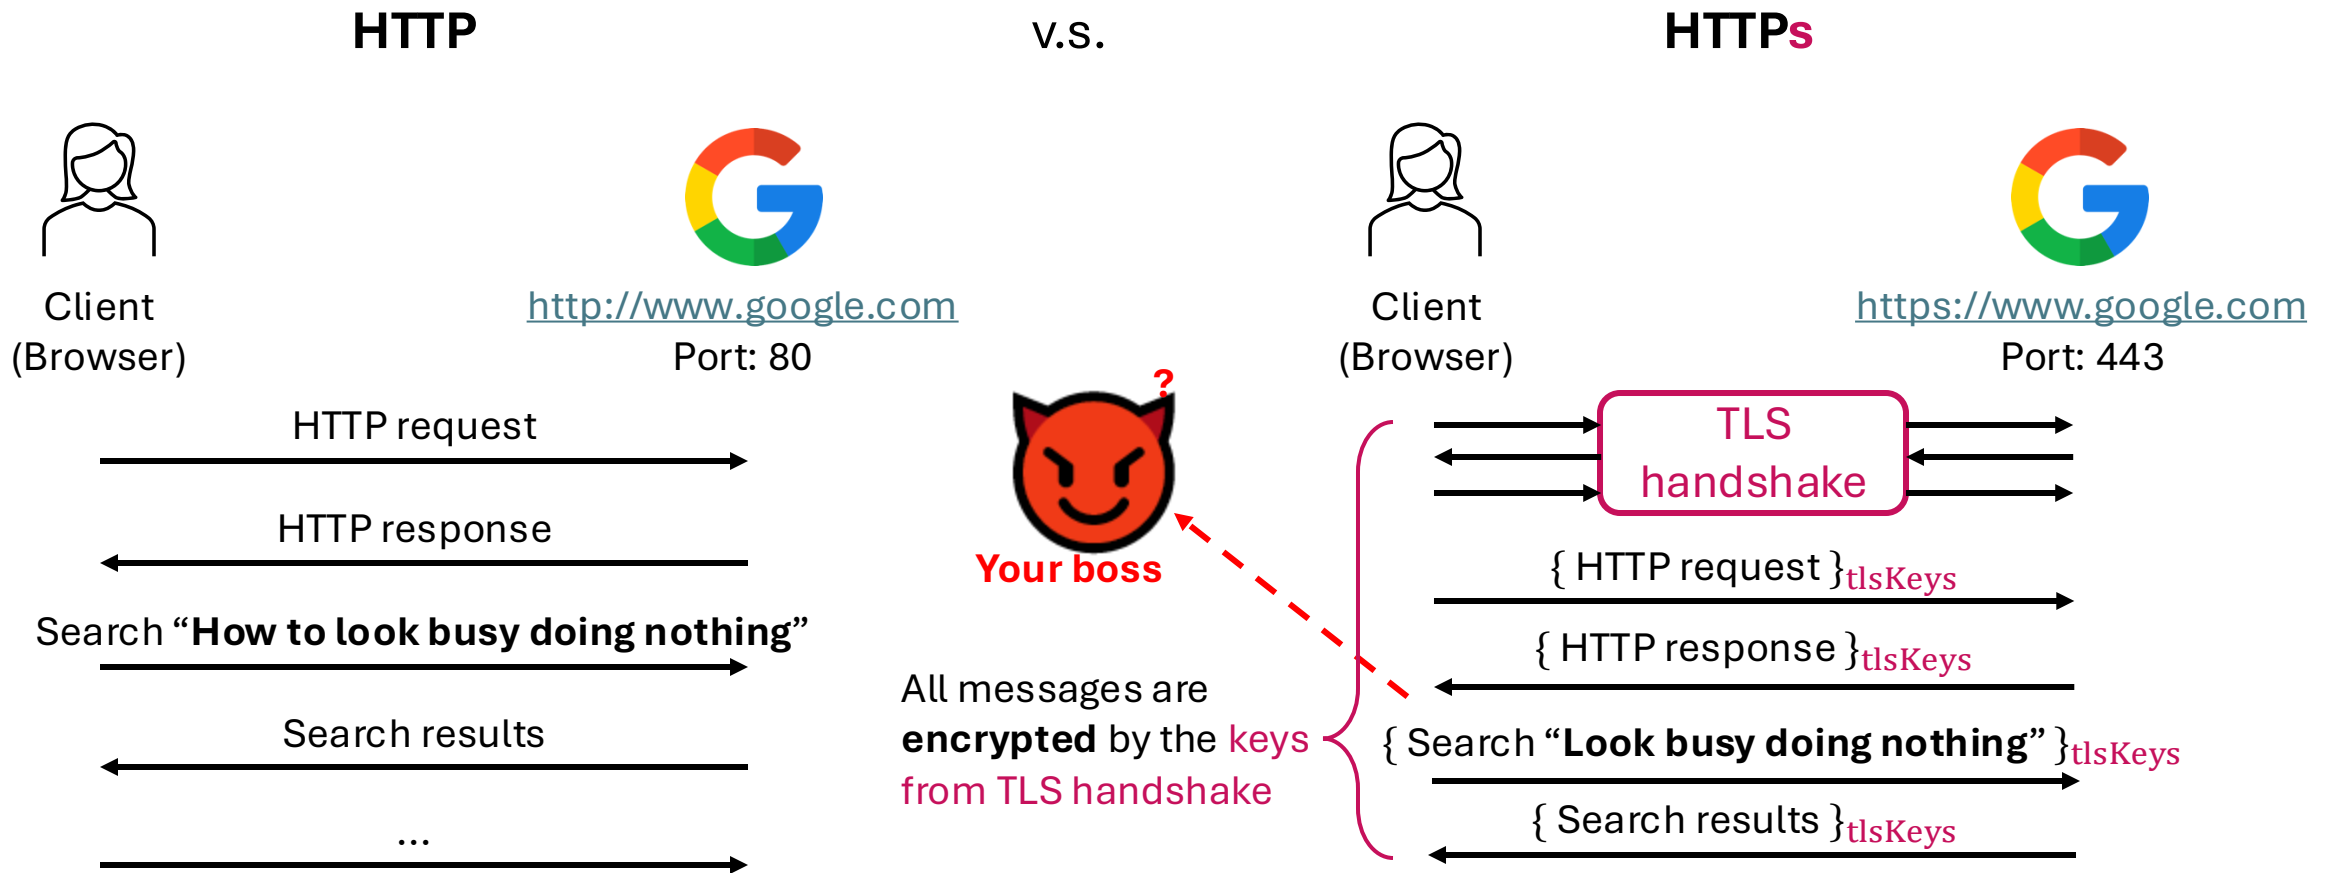 HTTP
v.s.
HTTPs
Client
(Browser)
http://www.google.com
Port: 80
HTTP request
HTTP response
Search “How to look busy doing nothing”
Search results
...
?
Your boss
All messages are
encrypted by the keys
from TLS handshake
Client
(Browser)
https://www.google.com
Port: 443
TLS
handshake
{ HTTP request }tlsKeys
{ HTTP response }tlsKeys
{ Search “Look busy doing nothing” }tlsKeys
{ Search results }tlsKeys